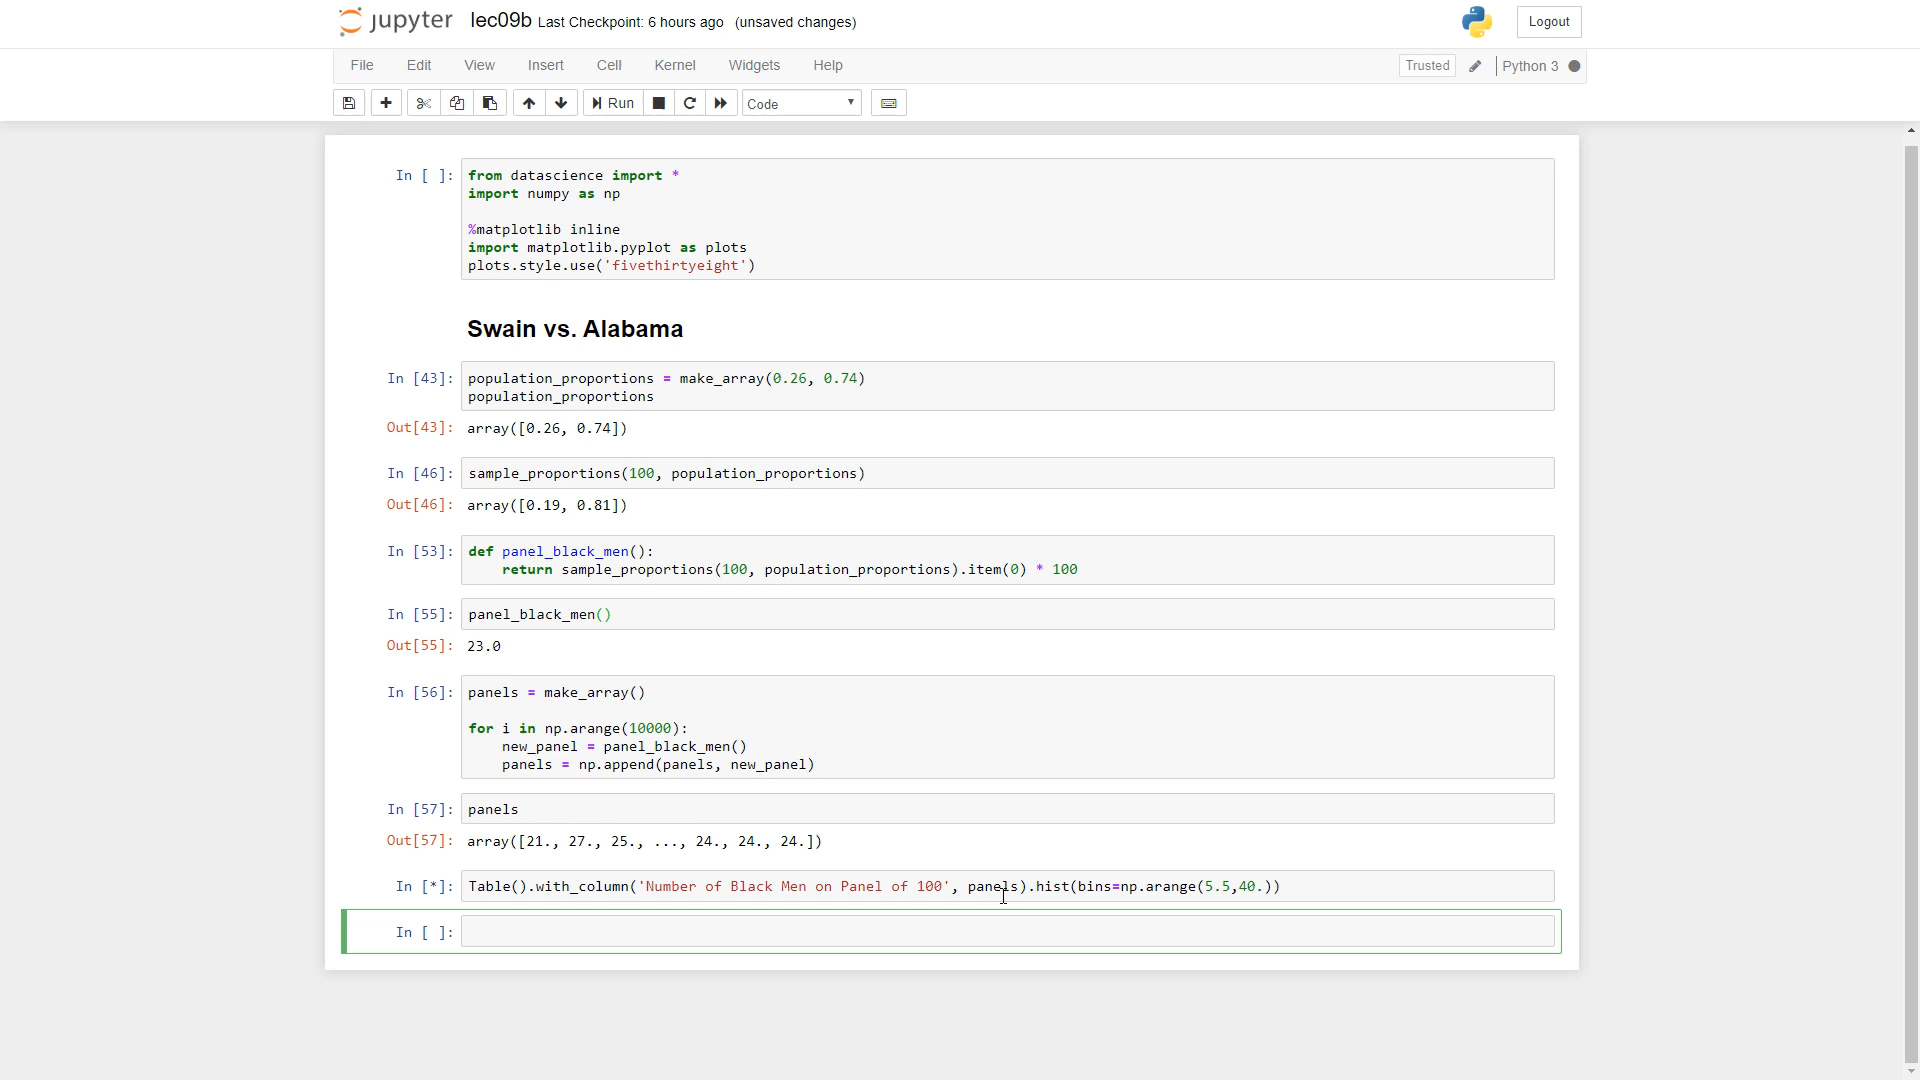 jupyter lec09b Last Checkpoint: 6 hours ago (unsaved changes) Logout
File Edit View Insert Cell Kernel Widgets Help Trusted Python 3
Run Code
In [ ]: from datascience import *
import numpy as np
%matplotlib inline
import matplotlib.pyplot as plots
plots.style.use('fivethirtyeight')
Swain vs. Alabama
In [43]: population_proportions = make_array(0.26, 0.74)
population_proportions
Out[43]: array([0.26, 0.74])
In [46]: sample_proportions(100, population_proportions)
Out[46]: array([0.19, 0.81])
In [53]: def panel_black_men():
return sample_proportions(100, population_proportions).item(0) * 100
In [55]: panel_black_men()
Out[55]: 23.0
In [56]: panels = make_array()
for i in np.arange(10000):
new_panel = panel_black_men()
panels = np.append(panels, new_panel)
In [57]: panels
Out[57]: array([21., 27., 25., ..., 24., 24., 24.])
In [*]: Table().with_column('Number of Black Men on Panel of 100', panels).hist(bins=np.arange(5.5,40.))
In [ ]: